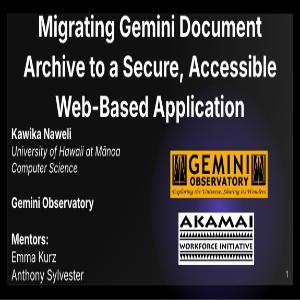 Migrating Gemini Document
Archive to a Secure, Accessible
Web-Based Application
Kawika Naweli
University of Hawaii at Mānoa
Computer Science
Gemini Observatory
Mentors:
Emma Kurz
Anthony Sylvester
GEMINI
OBSERVATORY
Exploring the Universe, Sharing its Wonders
AKAMAI
WORKFORCE INITIATIVE
1